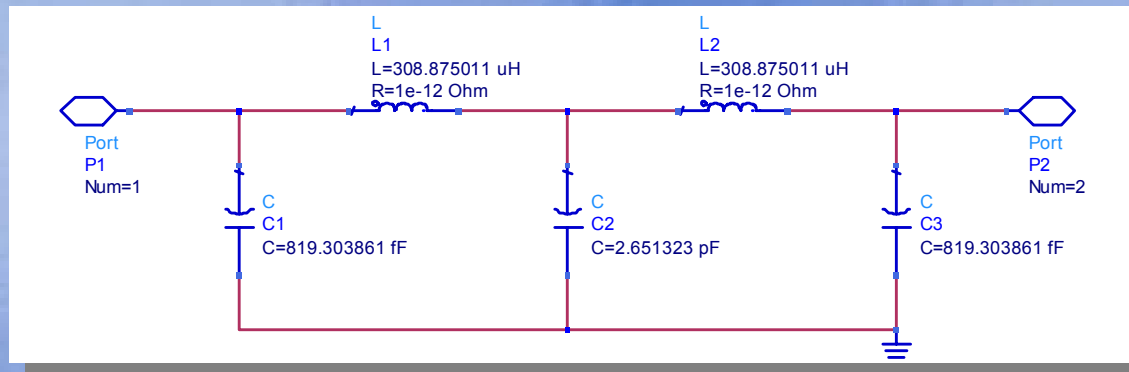 L
L1
L=308.875011 uH
R=1e-12 Ohm
L
L2
L=308.875011 uH
R=1e-12 Ohm
Port
P1
Num=1
Port
P2
Num=2
C
C1
C=819.303861 fF
C
C2
C=2.651323 pF
C
C3
C=819.303861 fF